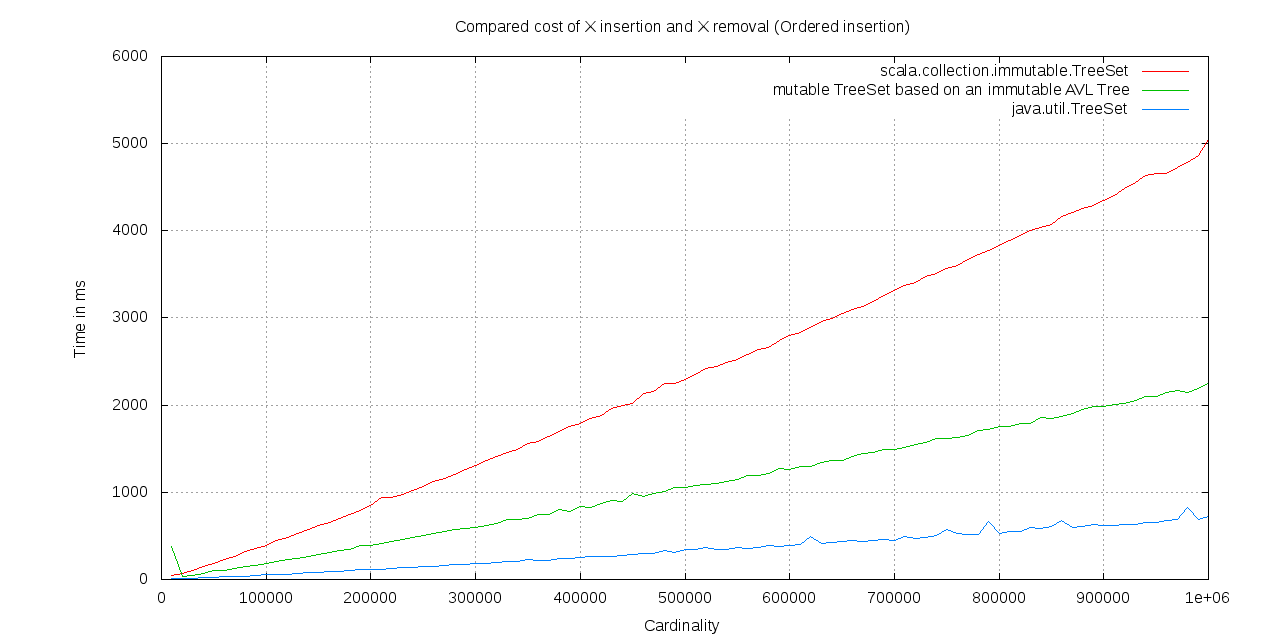 Compared cost of X insertion and X removal (Ordered insertion)
6000
scala.collection.immutable.TreeSet
mutable TreeSet based on an immutable AVL Tree
java.util.TreeSet
5000
4000
Time in ms
3000
2000
1000
0
0 100000 200000 300000 400000 500000 600000 700000 800000 900000 1e+06
Cardinality